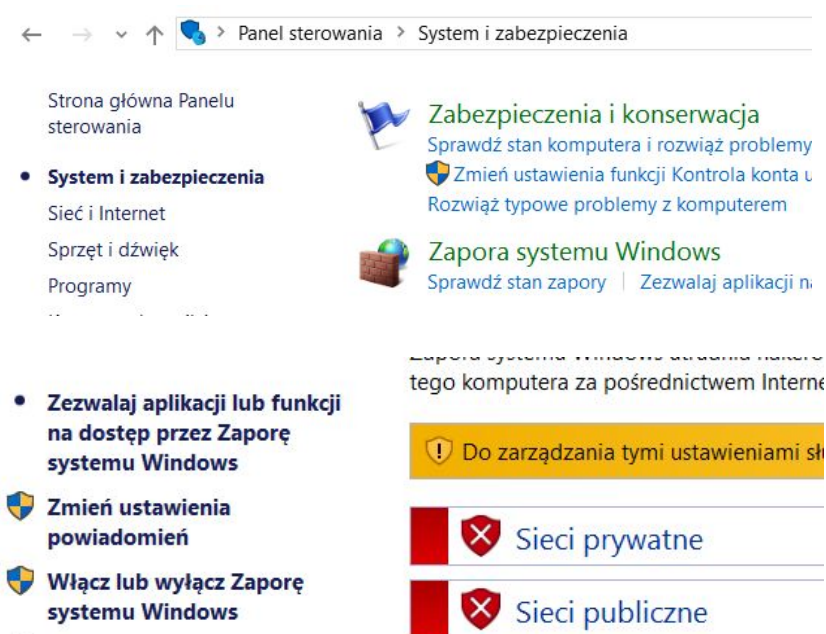 Panel sterowania > System i zabezpieczenia
Strona główna Panelu
sterowania
System i zabezpieczenia
Sieć i Internet
Sprzęt i dźwięk
Programy
Zabezpieczenia i konserwacja
Sprawdź stan komputera i rozwiąż problemy
Zmień ustawienia funkcji Kontrola konta u
Rozwiąż typowe problemy z komputerem
Zapora systemu Windows
Sprawdź stan zapory | Zezwalaj aplikacji na
Zezwalaj aplikacji lub funkcji
na dostęp przez Zaporę
systemu Windows
Zmień ustawienia
powiadomień
Włącz lub wyłącz Zaporę
systemu Windows
tego komputera za pośrednictwem Interne
Do zarządzania tymi ustawieniami sł
Sieci prywatne
Sieci publiczne